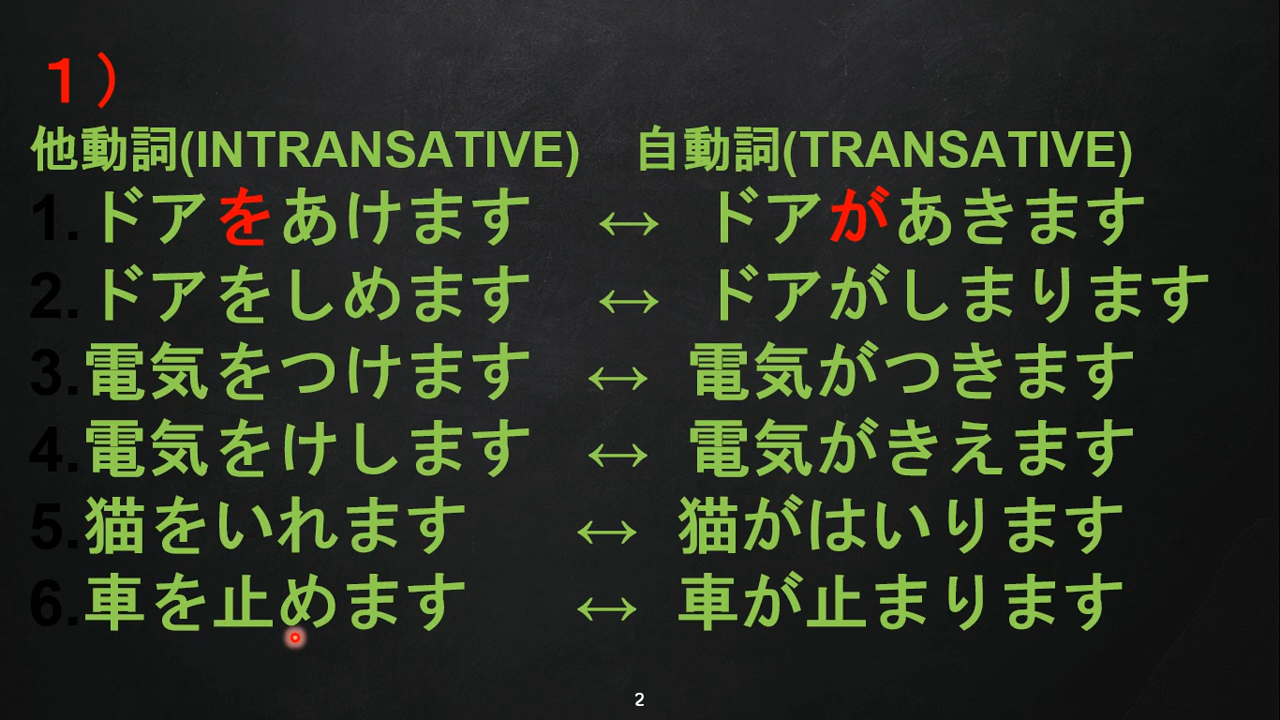 １）
他動詞(INTRANSATIVE) 自動詞(TRANSATIVE)
1. ドアをあけます ↔ ドアがあきます
2. ドアをしめます ↔ ドアがしまります
3.電気をつけます ↔ 電気がつきます
4.電気をけします ↔ 電気がきえます
5.猫をいれます ↔ 猫がはいります
6.車を止めます ↔ 車が止まります
2